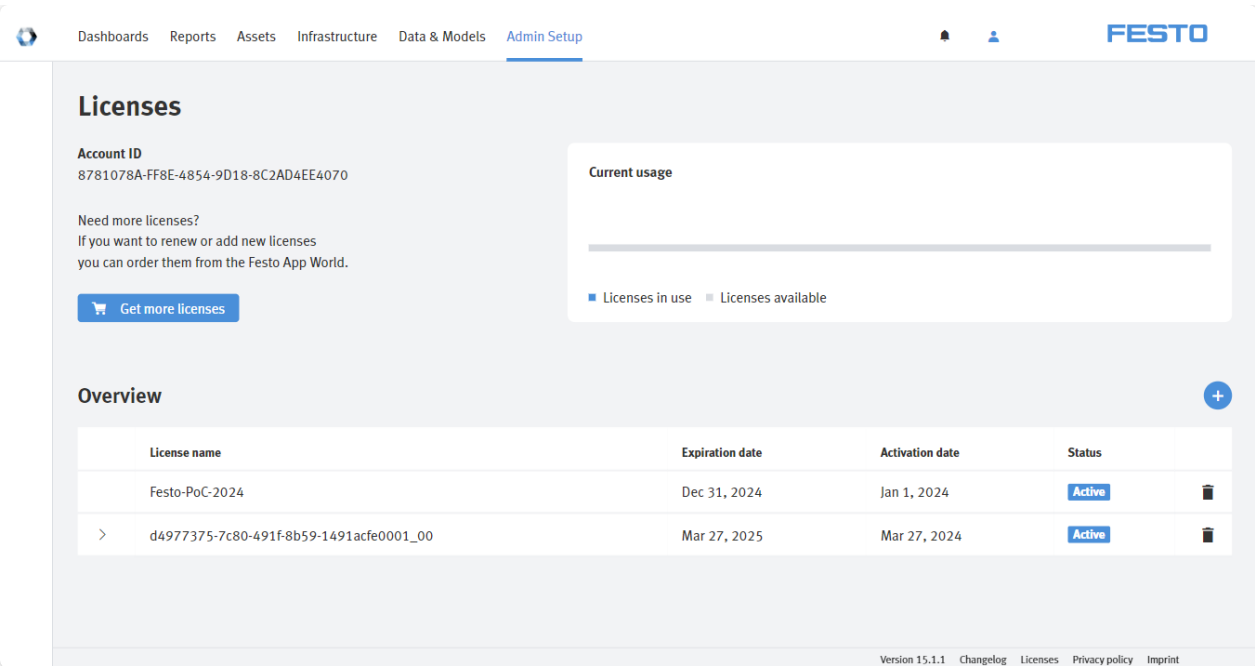 Dashboards Reports Assets Infrastructure Data & Models Admin Setup FESTO
Licenses
Account ID
8781078A-FF8E-4854-9D18-8C2AD4EE4070
Need more licenses?
If you want to renew or add new licenses
you can order them from the Festo App World.
Get more licenses
Current usage
Licenses in use Licenses available
Overview
License name Expiration date Activation date Status
Festo-PoC-2024 Dec 31, 2024 Jan 1, 2024 Active
d4977375-7c80-491f-8b59-1491acfe0001_00 Mar 27, 2025 Mar 27, 2024 Active
Version 15.1.1 Changelog Licenses Privacy policy Imprint